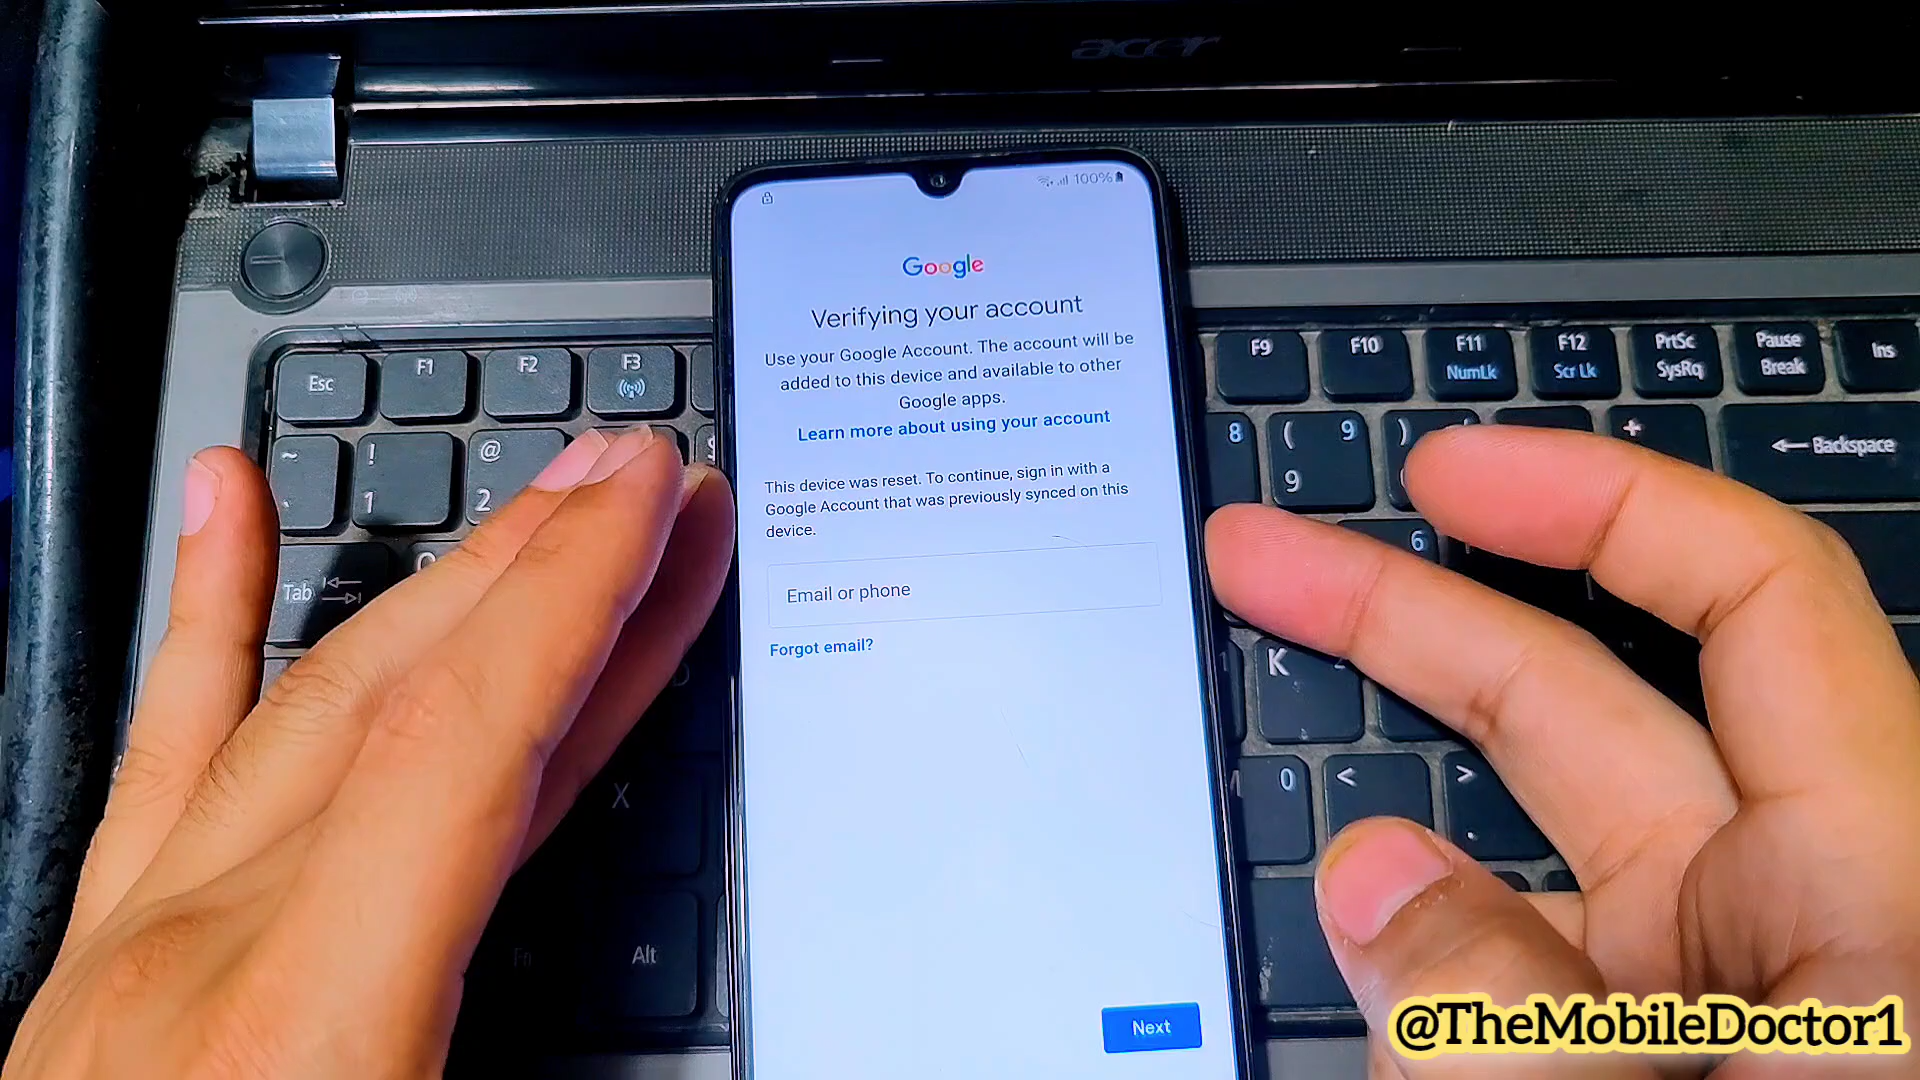 acer
100%
Google
Verifying your account
Use your Google Account. The account will be
added to this device and available to other
Google apps.
Learn more about using your account
This device was reset. To continue, sign in with a
Google Account that was previously synced on this
device.
Email or phone
Forgot email?
Next
Esc
F1
F2
F3
F9
F10
F11
NumLk
F12
Scr Lk
PrtSc
SysRq
Pause
Break
Ins
~
!
1
@
2
8
( 9
9
)
+
Backspace
Tab
6
K
X
0
<
>
.
Fn
Alt
@TheMobileDoctor1